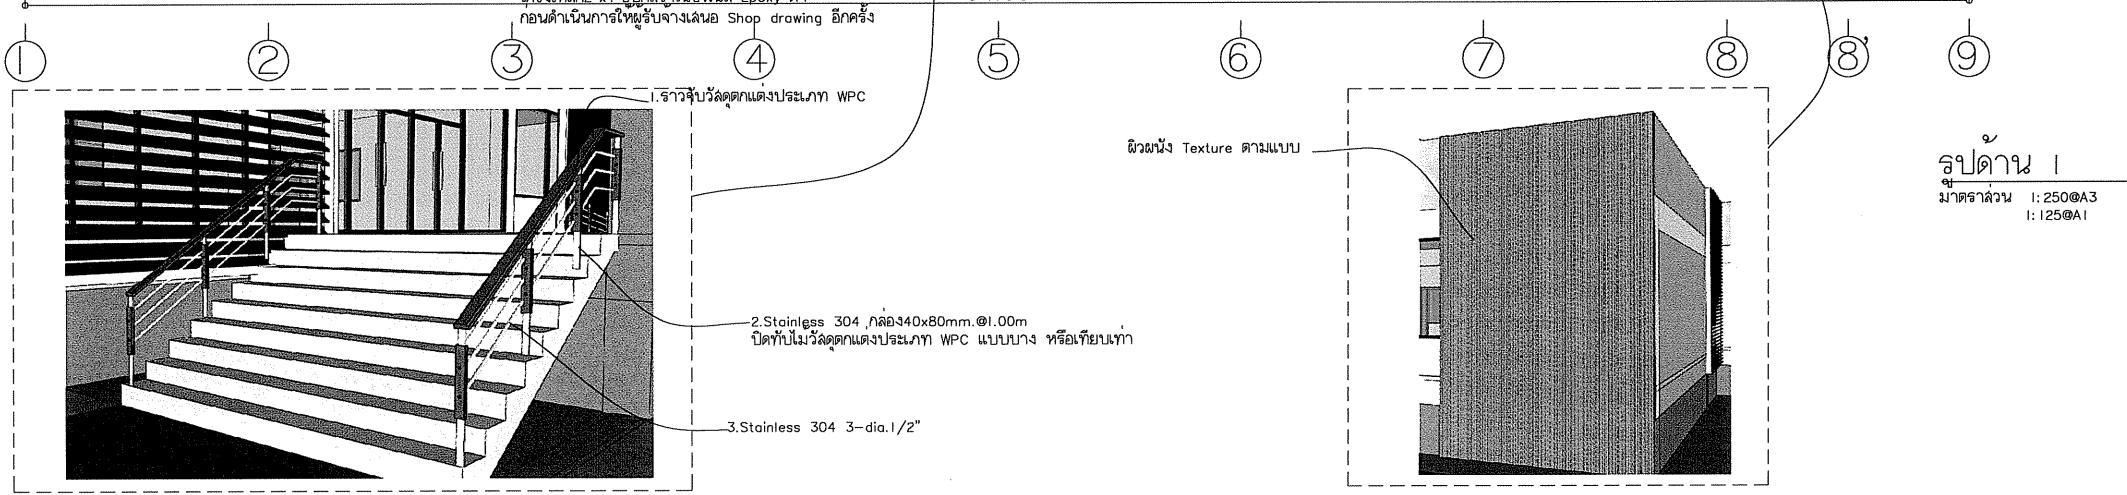 ก่อนดำเนินการให้ผู้รับจ้างเสนอ Shop drawing อีกครั้ง
1 2 3 4 5 6 7 8 8' 9
1.ราวจับวัสดุตกแต่งประเภท WPC
ผิวผนัง Texture ตามแบบ
รูปด้าน 1
มาตราส่วน 1:250@A3
1:125@A1
2.Stainless 304 ,กล่อง40x80mm.@1.00m
ปิดทับไม้วัสดุตกแต่งประเภท WPC แบบบาง หรือเทียบเท่า
3.Stainless 304 3-dia.1/2"